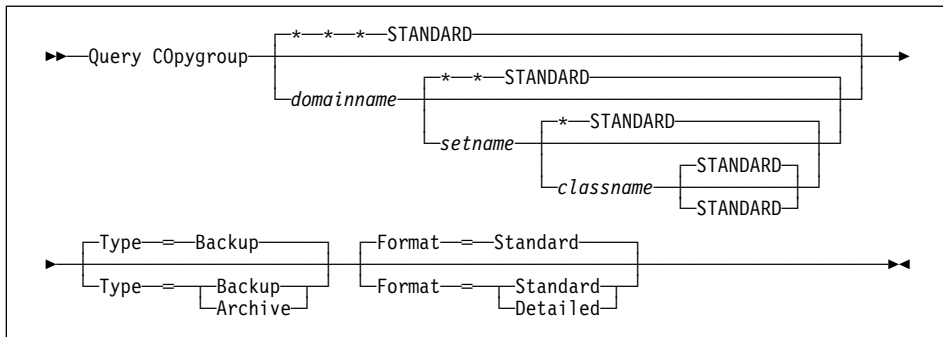 * * * STANDARD
Query COpygroup
* * STANDARD
domainname
* STANDARD
setname
STANDARD
classname
STANDARD
Type = Backup Format = Standard
Type = Backup Format = Standard
Archive Detailed